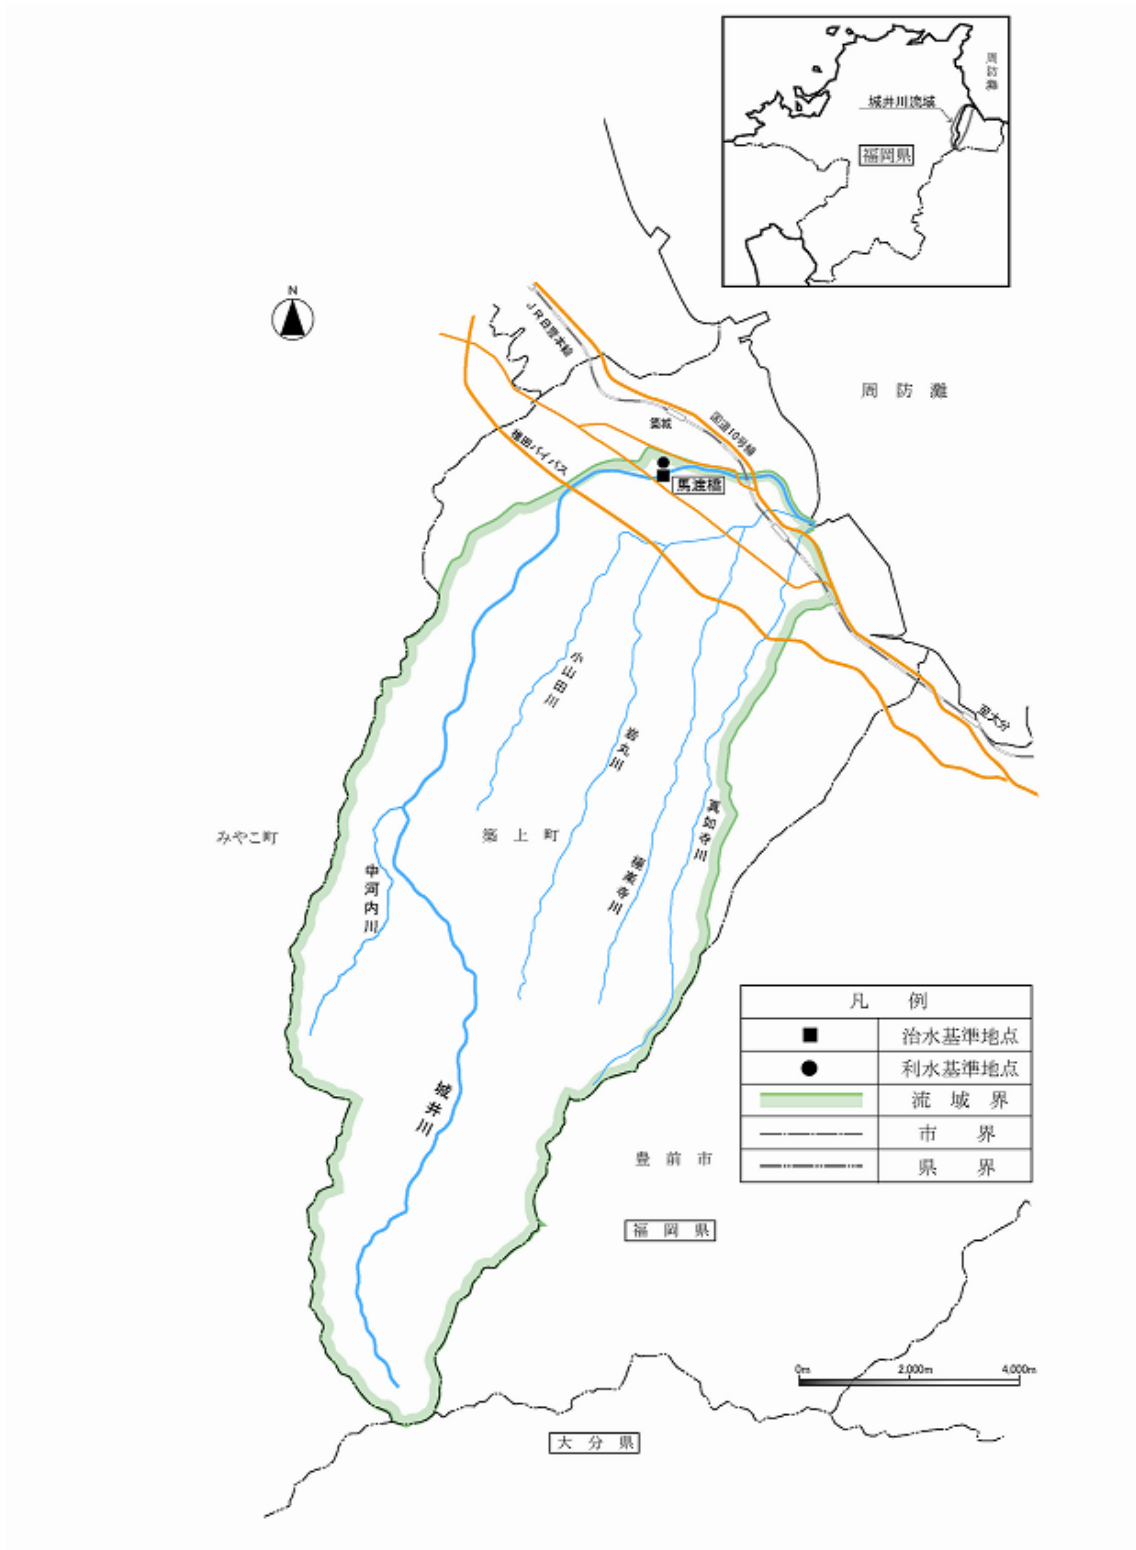 周防灘
城井川流域
福岡県
N
JR日豊本線
周防灘
国道10号線
築城
椎田バイパス
馬渡橋
小山田川
岩丸川
至大分
真如寺川
みやこ町
築上町
極楽寺川
中河内川
凡例
治水基準地点
利水基準地点
流域界
市界
県界
城井川
豊前市
福岡県
0m 2,000m 4,000m
大分県